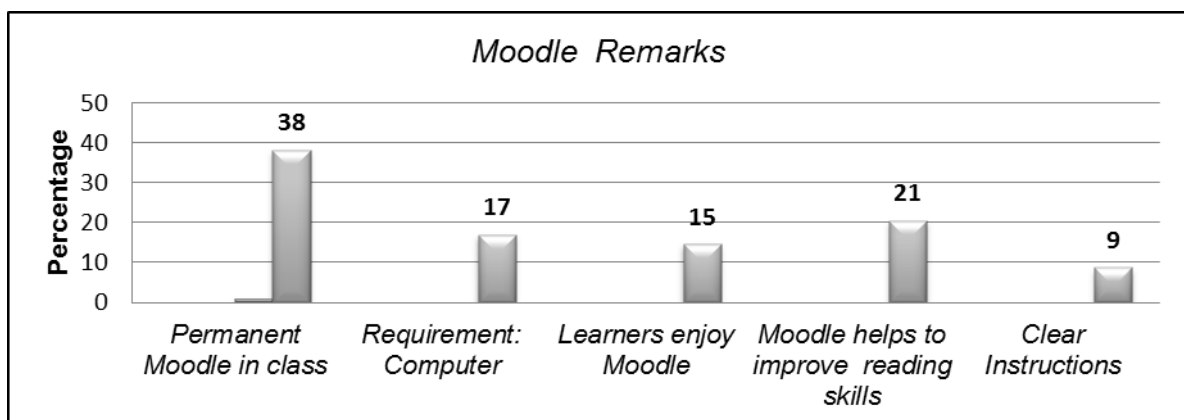 Moodle Remarks
Percentage
50
40
30
20
10
0
38
17
15
21
9
Permanent
Moodle in class
Requirement:
Computer
Learners enjoy
Moodle
Moodle helps to
improve reading
skills
Clear
Instructions